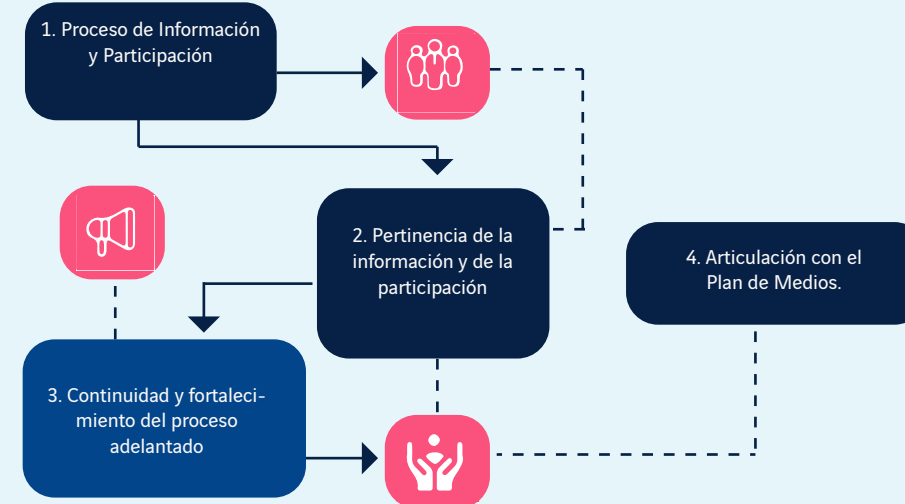 1. Proceso de Información
y Participación
2. Pertinencia de la
información y de la
participación
4. Articulación con el
Plan de Medios.
3. Continuidad y fortaleci-
miento del proceso
adelantado